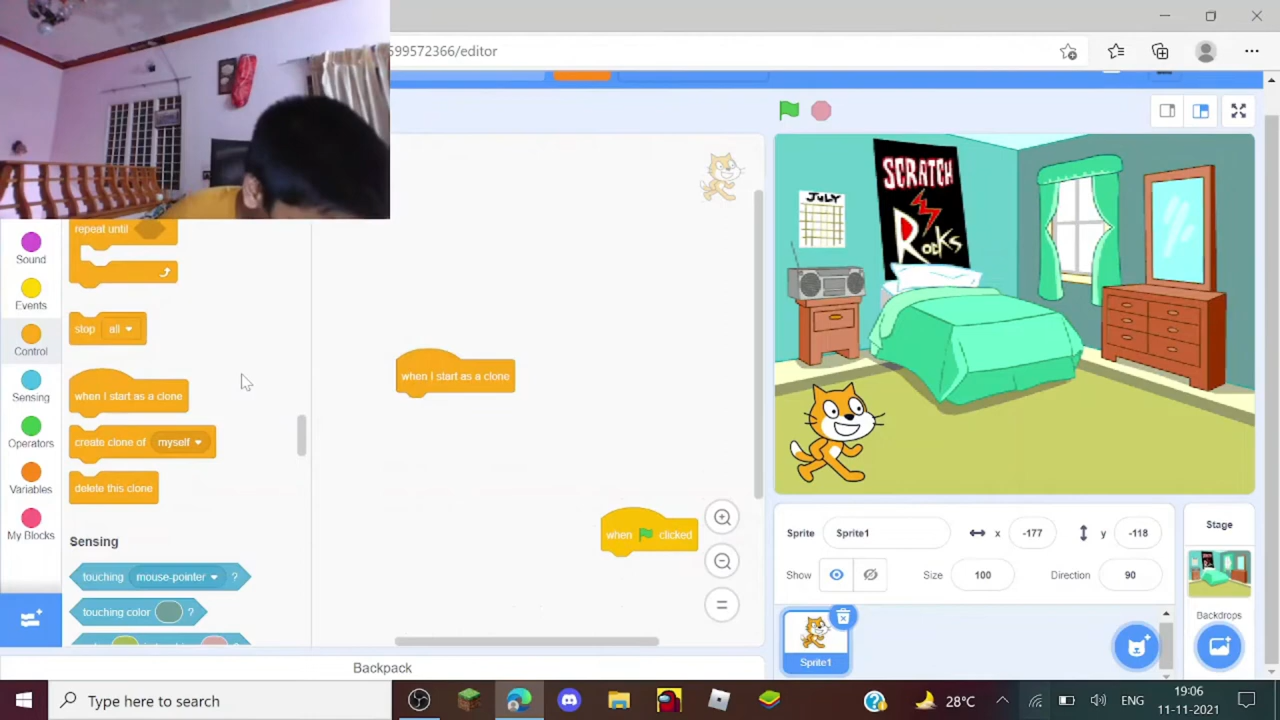 599572366/editor
repeat until
Sound
Events
stop all
Control
when I start as a clone
when I start as a clone
Sensing
create clone of myself
Operators
delete this clone
Variables
My Blocks
Sensing
touching mouse-pointer ?
touching color ?
when clicked
Backpack
JULY
SCRATCH
Rocks
Sprite Sprite1 x -177 y -118
Show Size 100 Direction 90
Sprite1
Stage
Backdrops
Type here to search
28°C ENG 19:06
11-11-2021